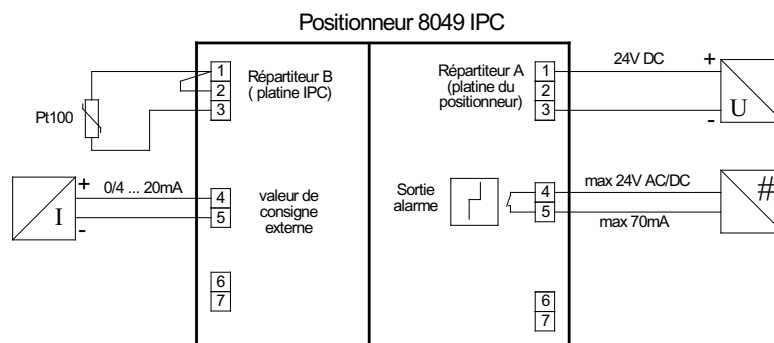 Positionneur 8049 IPC
Répartiteur B
( platine IPC)
1
2
3
Pt100
+
0/4 ... 20mA
I
-
4
5
valeur de
consigne
externe
6
7
Répartiteur A
(platine du
positionneur)
1
2
3
24V DC
+
-
U
Sortie
alarme
4
5
max 24V AC/DC
max 70mA
#
6
7